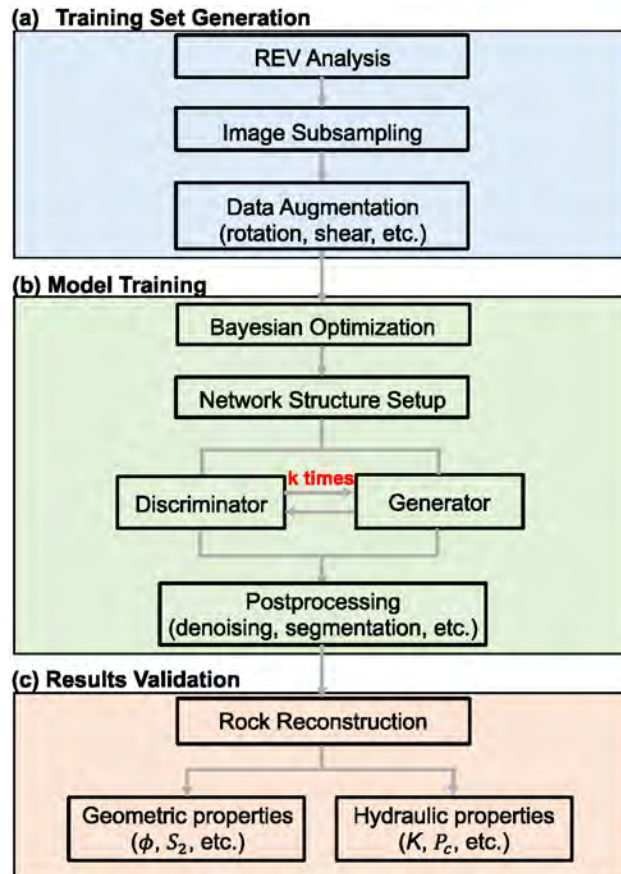 (a) Training Set Generation
REV Analysis
Image Subsampling
Data Augmentation
(rotation, shear, etc.)
(b) Model Training
Bayesian Optimization
Network Structure Setup
k times
Discriminator
Generator
Postprocessing
(denoising, segmentation, etc.)
(c) Results Validation
Rock Reconstruction
Geometric properties
(ϕ, S₂, etc.)
Hydraulic properties
(K, P_c, etc.)